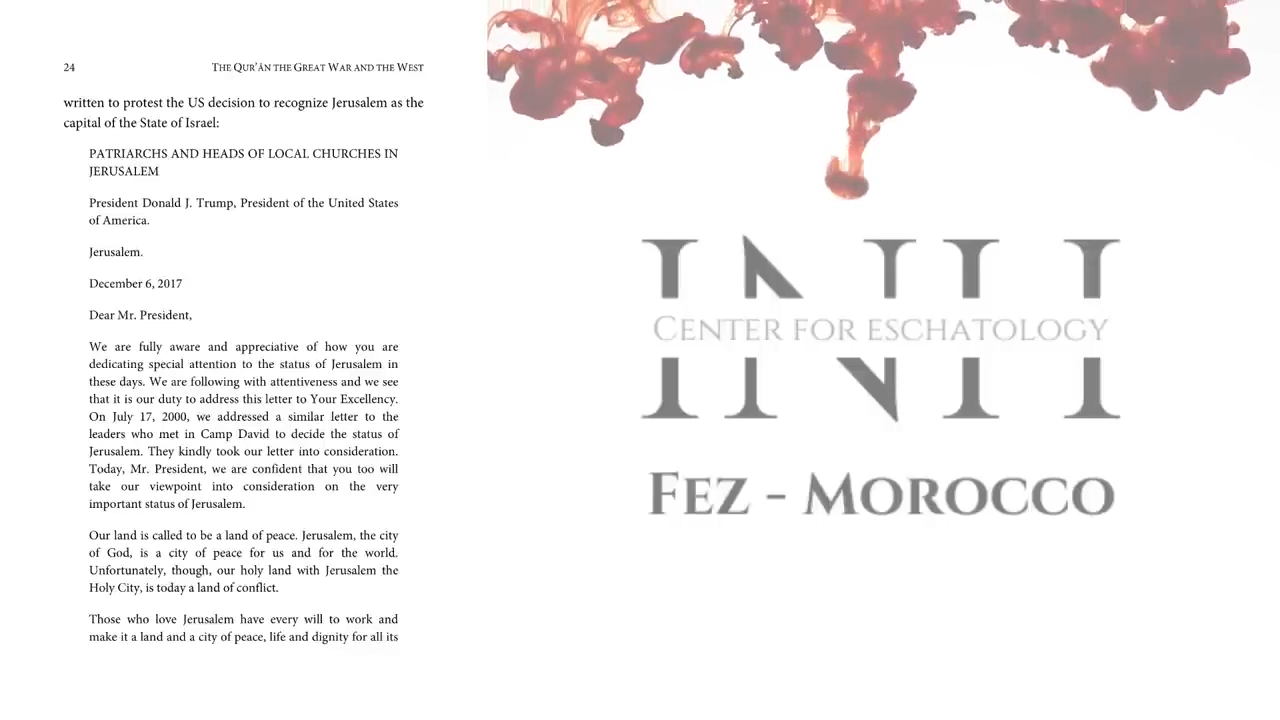 24 THE QUR'ĀN THE GREAT WAR AND THE WEST
written to protest the US decision to recognize Jerusalem as the
capital of the State of Israel:
PATRIARCHS AND HEADS OF LOCAL CHURCHES IN
JERUSALEM
President Donald J. Trump, President of the United States
of America.
Jerusalem.
December 6, 2017
Dear Mr. President,
We are fully aware and appreciative of how you are
dedicating special attention to the status of Jerusalem in
these days. We are following with attentiveness and we see
that it is our duty to address this letter to Your Excellency.
On July 17, 2000, we addressed a similar letter to the
leaders who met in Camp David to decide the status of
Jerusalem. They kindly took our letter into consideration.
Today, Mr. President, we are confident that you too will
take our viewpoint into consideration on the very
important status of Jerusalem.
Our land is called to be a land of peace. Jerusalem, the city
of God, is a city of peace for us and for the world.
Unfortunately, though, our holy land with Jerusalem the
Holy City, is today a land of conflict.
Those who love Jerusalem have every will to work and
make it a land and a city of peace, life and dignity for all its
INH
CENTER FOR ESCHATOLOGY
FEZ - MOROCCO